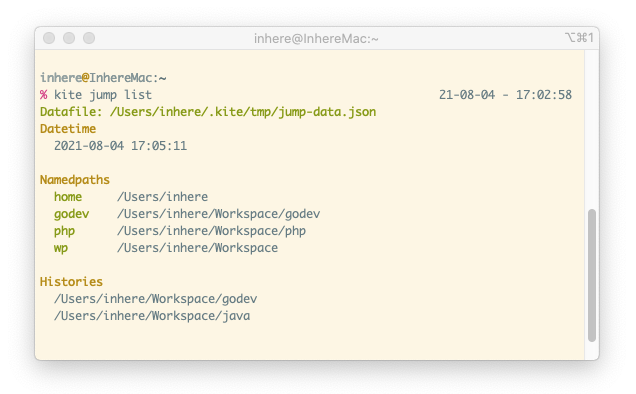 inhere@InhereMac:~
⌥⌘1
inhere@InhereMac:~
% kite jump list 21-08-04 - 17:02:58
Datafile: /Users/inhere/.kite/tmp/jump-data.json
Datetime
2021-08-04 17:05:11
Namedpaths
home /Users/inhere
godev /Users/inhere/Workspace/godev
php /Users/inhere/Workspace/php
wp /Users/inhere/Workspace
Histories
/Users/inhere/Workspace/godev
/Users/inhere/Workspace/java